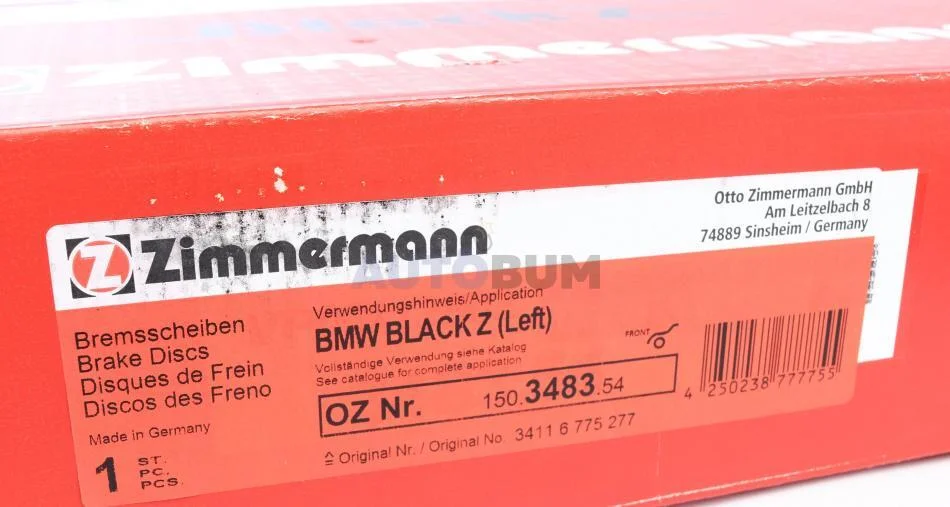 Zimmermann
Otto Zimmermann GmbH
Am Leitzelbach 8
74889 Sinsheim / Germany
Zimmermann
AUTOBUM
Bremsscheiben
Brake Discs
Disques de Frein
Discos des Freno
Made in Germany
1 ST.
PC.
PCS.
Verwendungshinweis/Application
BMW BLACK Z (Left)
Vollständige Verwendung siehe Katalog
See catalogue for complete application
OZ Nr. 150.3483.54
≙ Original Nr. / Original No. 3411 6 775 277
FRONT
4 250238 777755